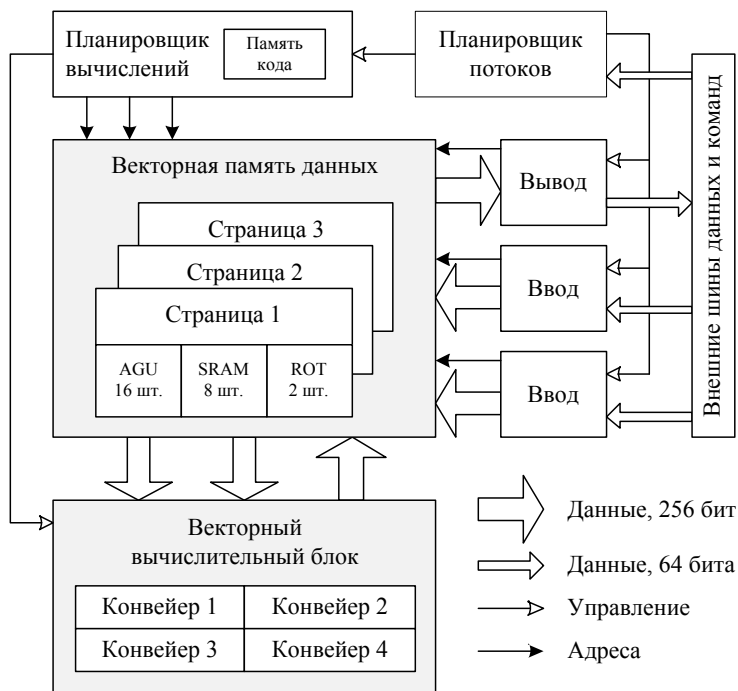 Планировщик
вычислений
Память
кода
Планировщик
потоков
Векторная память данных
Вывод
Страница 3
Страница 2
Страница 1
Ввод
AGU
16 шт.
SRAM
8 шт.
ROT
2 шт.
Ввод
Внешние шины данных и команд
Векторный
вычислительный блок
Конвейер 1
Конвейер 2
Конвейер 3
Конвейер 4
Данные, 256 бит
Данные, 64 бита
Управление
Адреса